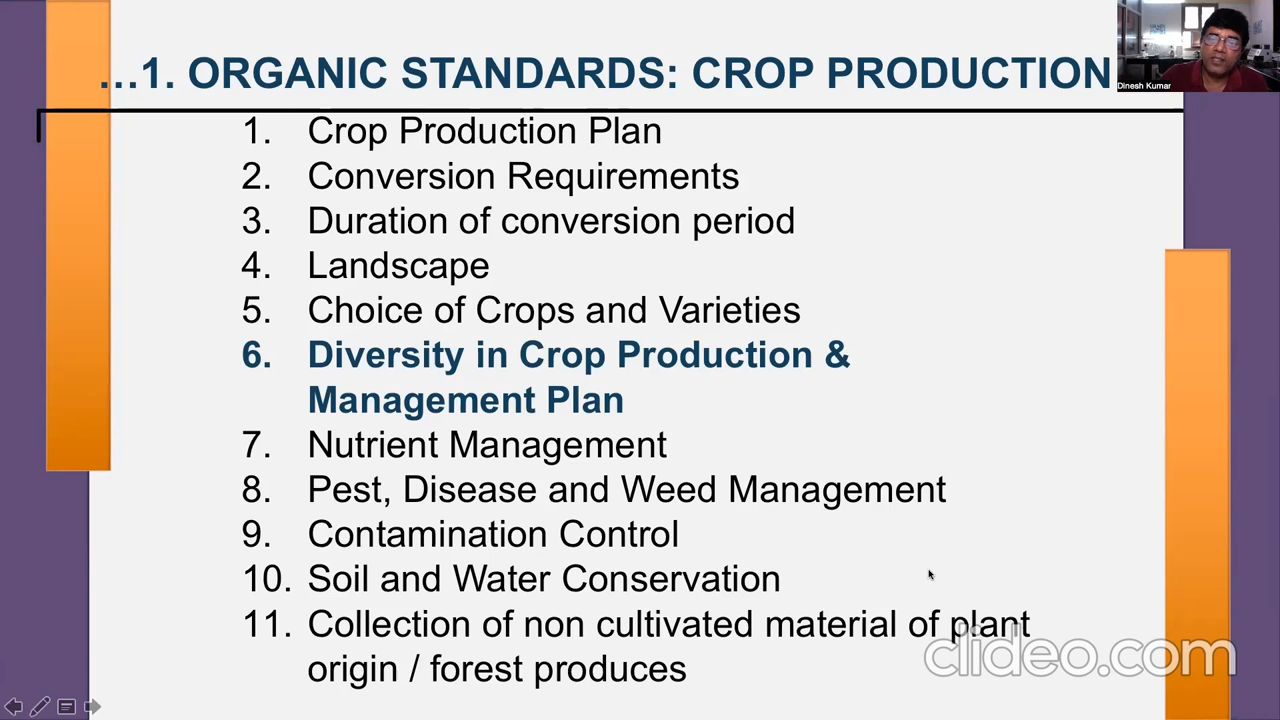 ...1. ORGANIC STANDARDS: CROP PRODUCTION
Dinesh Kumar
1. Crop Production Plan
2. Conversion Requirements
3. Duration of conversion period
4. Landscape
5. Choice of Crops and Varieties
6. Diversity in Crop Production &
Management Plan
7. Nutrient Management
8. Pest, Disease and Weed Management
9. Contamination Control
10. Soil and Water Conservation
11. Collection of non cultivated material of plant
origin / forest produces
clideo.com